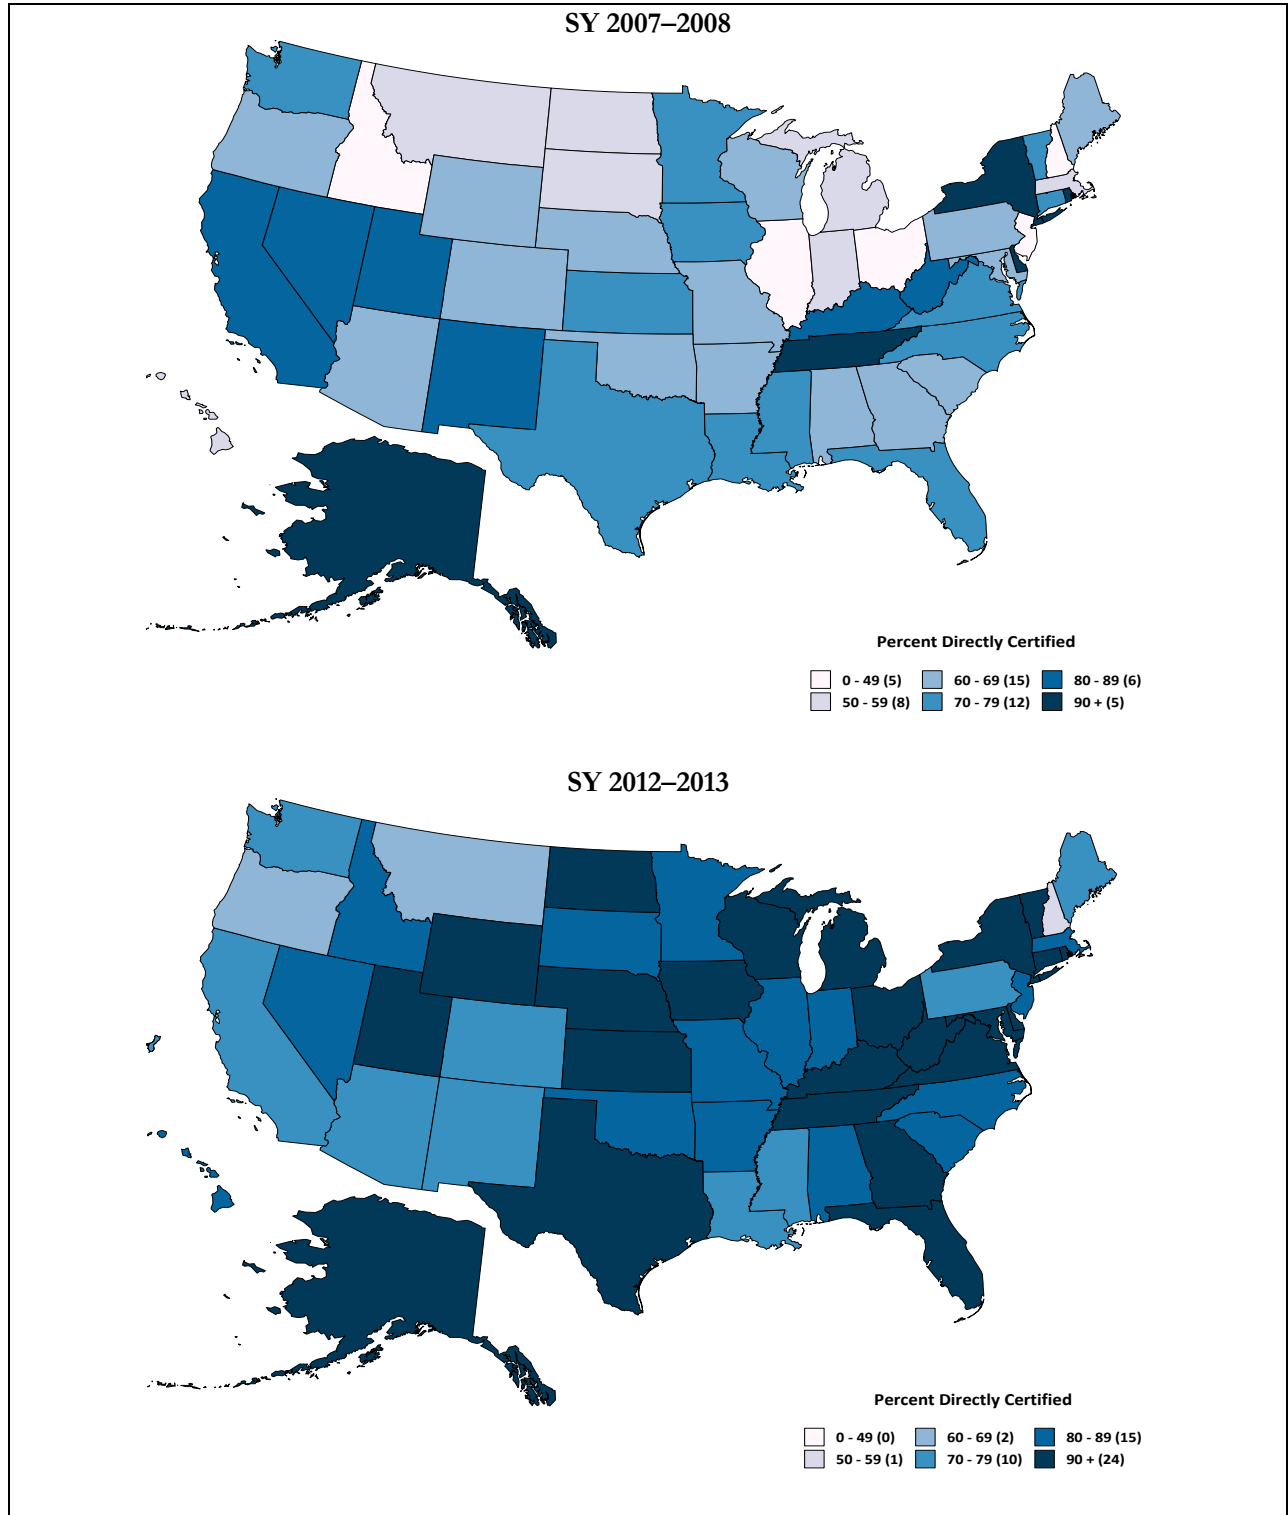 SY 2007–2008
Percent Directly Certified
0 - 49 (5) 60 - 69 (15) 80 - 89 (6)
50 - 59 (8) 70 - 79 (12) 90 + (5)
SY 2012–2013
Percent Directly Certified
0 - 49 (0) 60 - 69 (2) 80 - 89 (15)
50 - 59 (1) 70 - 79 (10) 90 + (24)